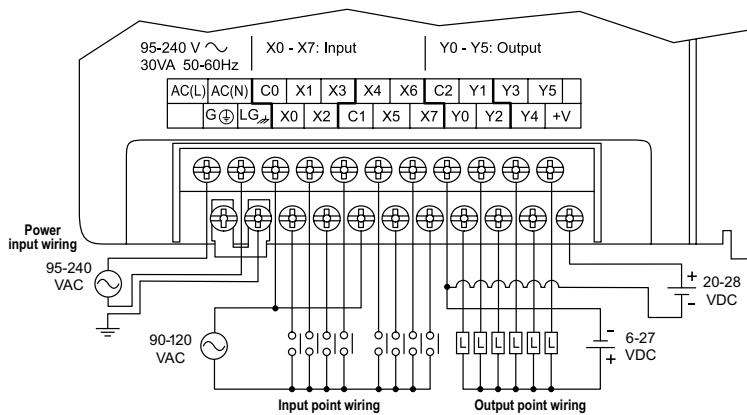 95-240 V
30VA 50-60Hz
X0 - X7: Input
Y0 - Y5: Output
AC(L) AC(N) C0 X1 X3 X4 X6 C2 Y1 Y3 Y5
G LG X0 X2 C1 X5 X7 Y0 Y2 Y4 +V
Power
input wiring
95-240
VAC
+
20-28
VDC
-
90-120
VAC
L L L L L L
-
6-27
VDC
+
Input point wiring
Output point wiring